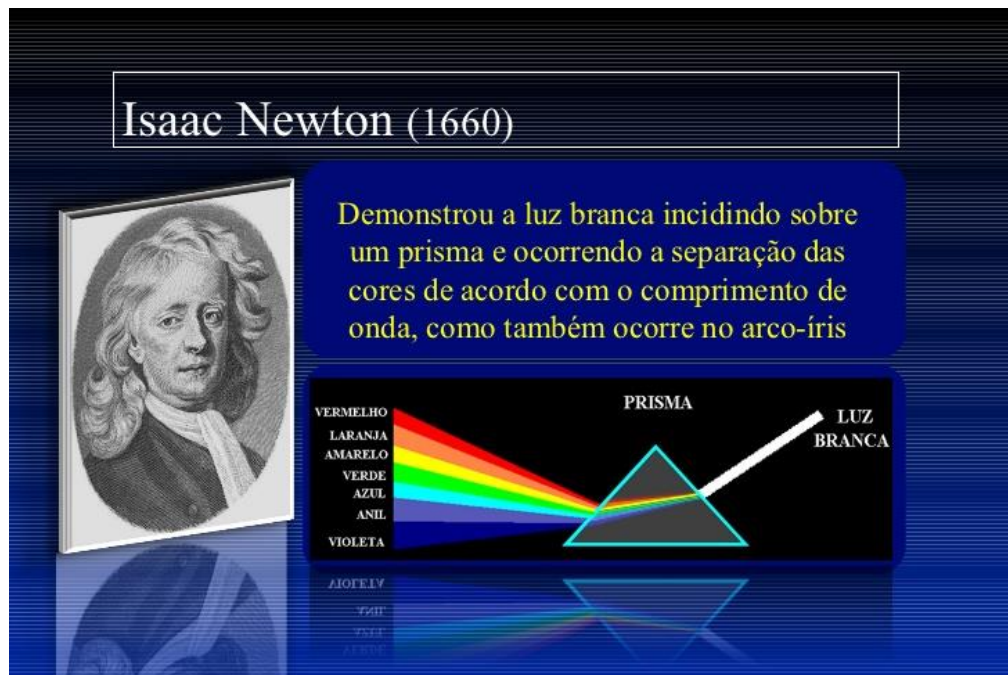 Isaac Newton (1660)
Demonstrou a luz branca incidindo sobre
um prisma e ocorrendo a separação das
cores de acordo com o comprimento de
onda, como também ocorre no arco-íris
PRISMA
LUZ
BRANCA
VERMELHO
LARANJA
AMARELO
VERDE
AZUL
ANIL
VIOLETA